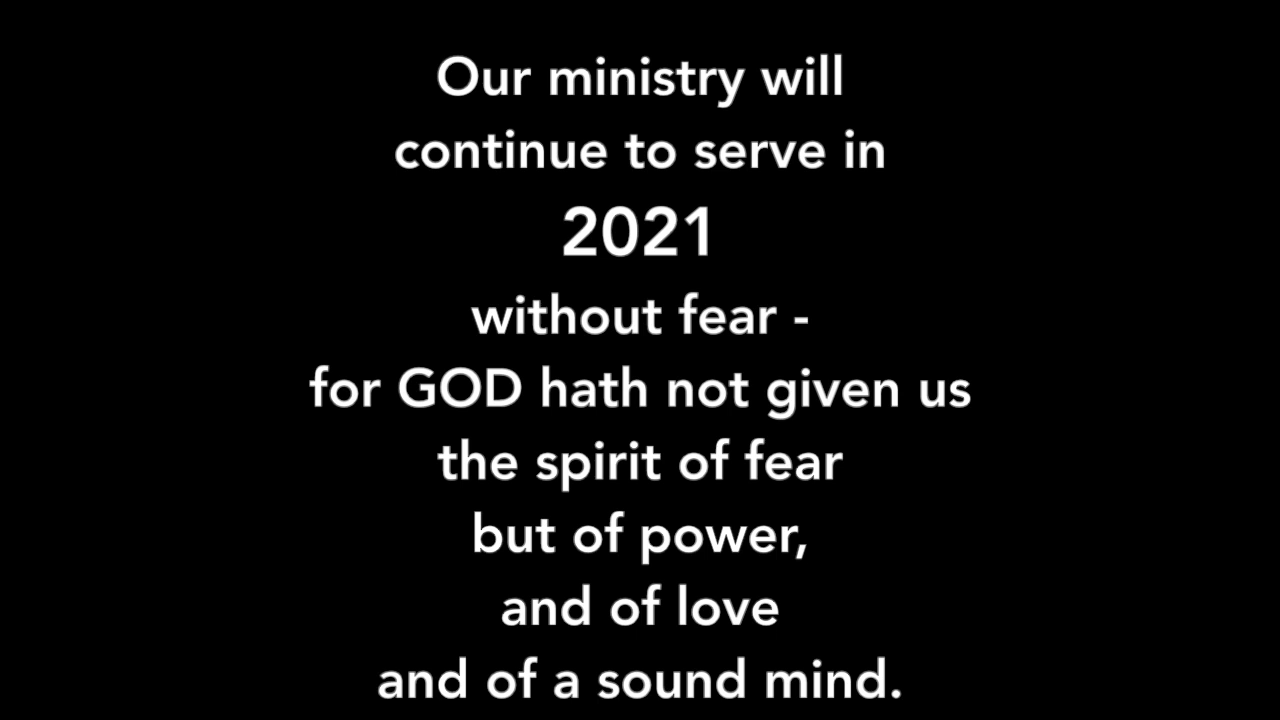 Our ministry will
continue to serve in
2021
without fear -
for GOD hath not given us
the spirit of fear
but of power,
and of love
and of a sound mind.